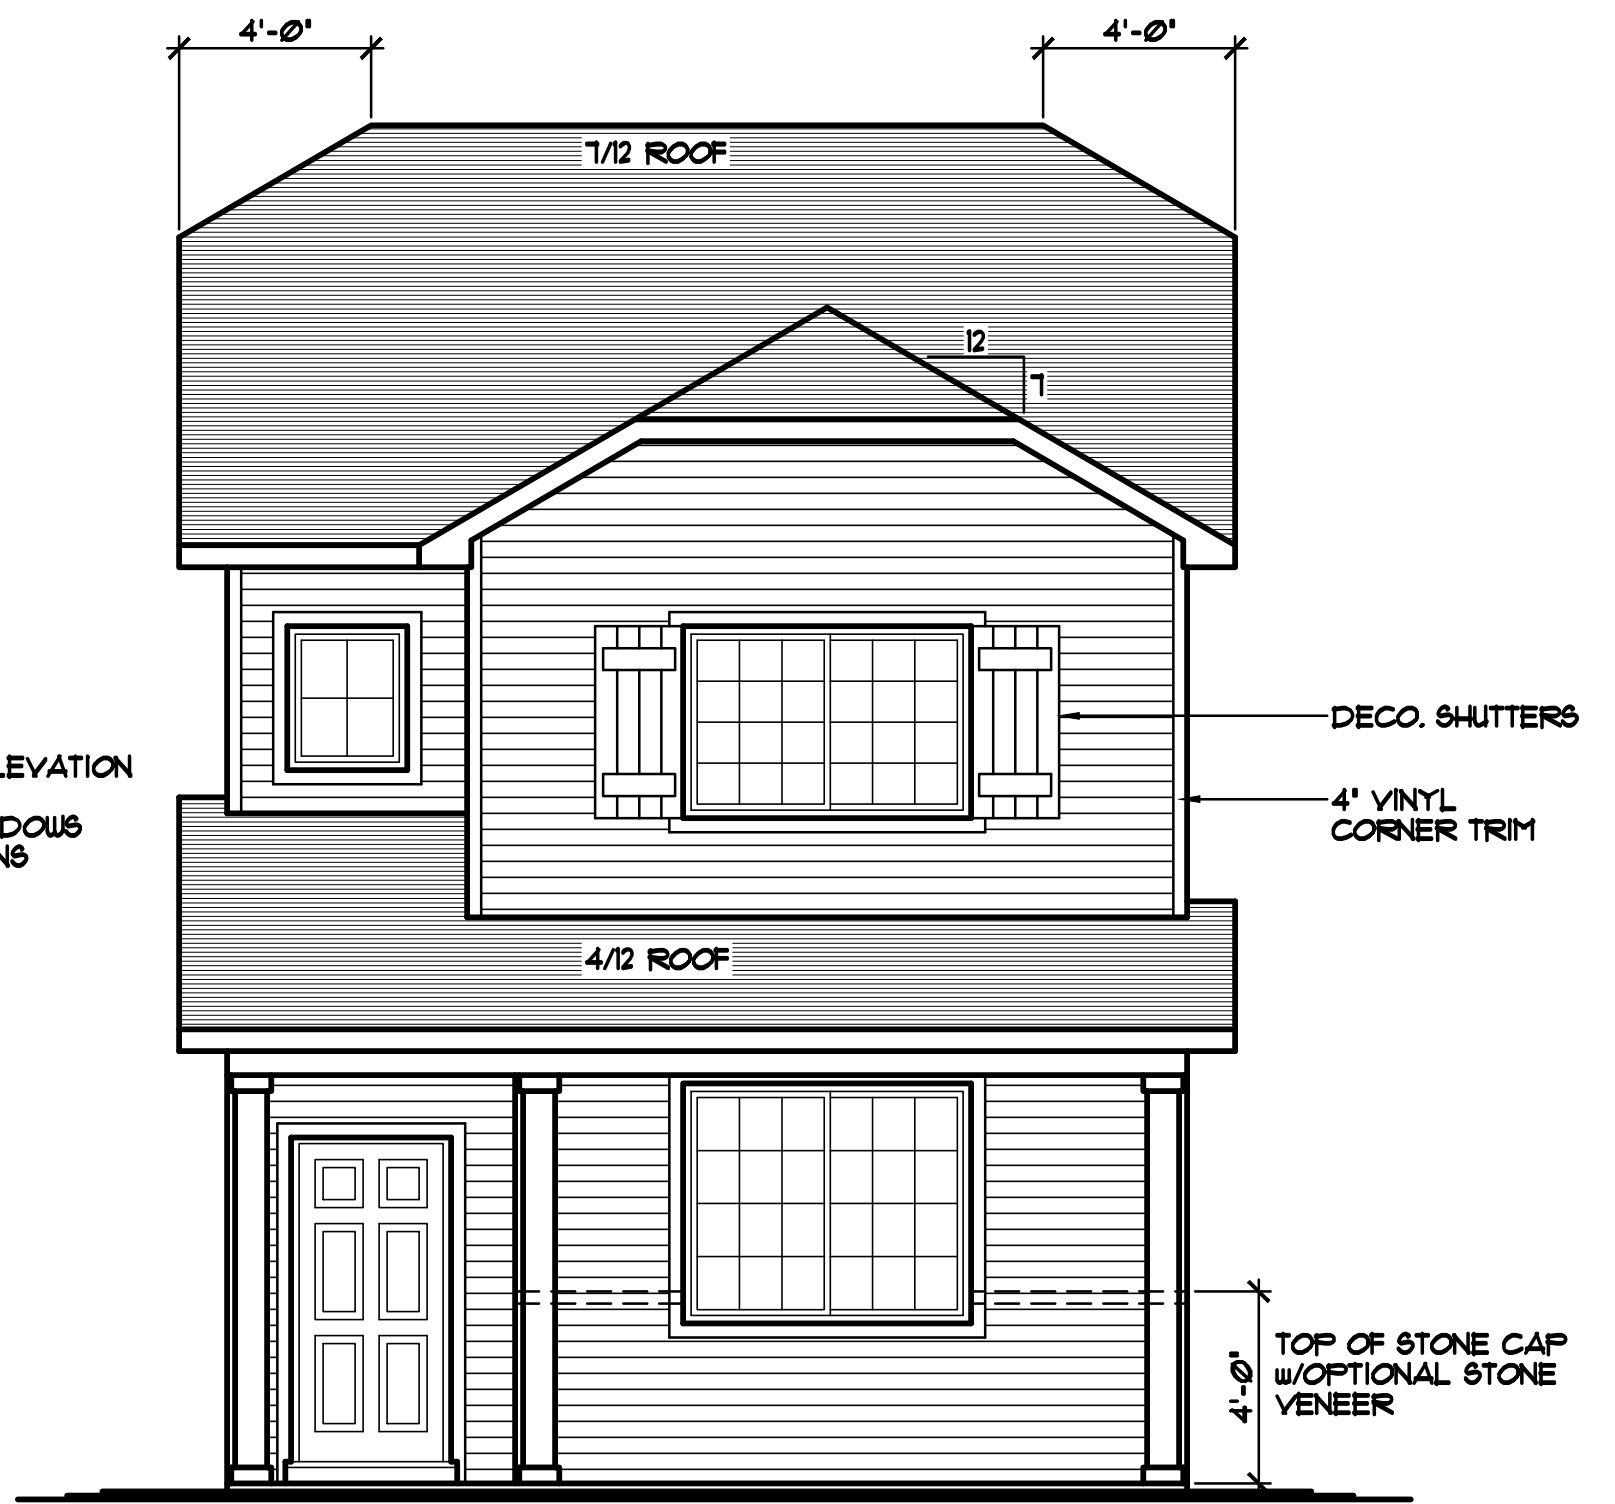 4'-0" 4'-0"
7/12 ROOF
12
7
DECO. SHUTTERS
LEVATION
4" VINYL
CORNER TRIM
DOWS
NS
4/12 ROOF
TOP OF STONE CAP
w/OPTIONAL STONE
VENEER
4'-0"